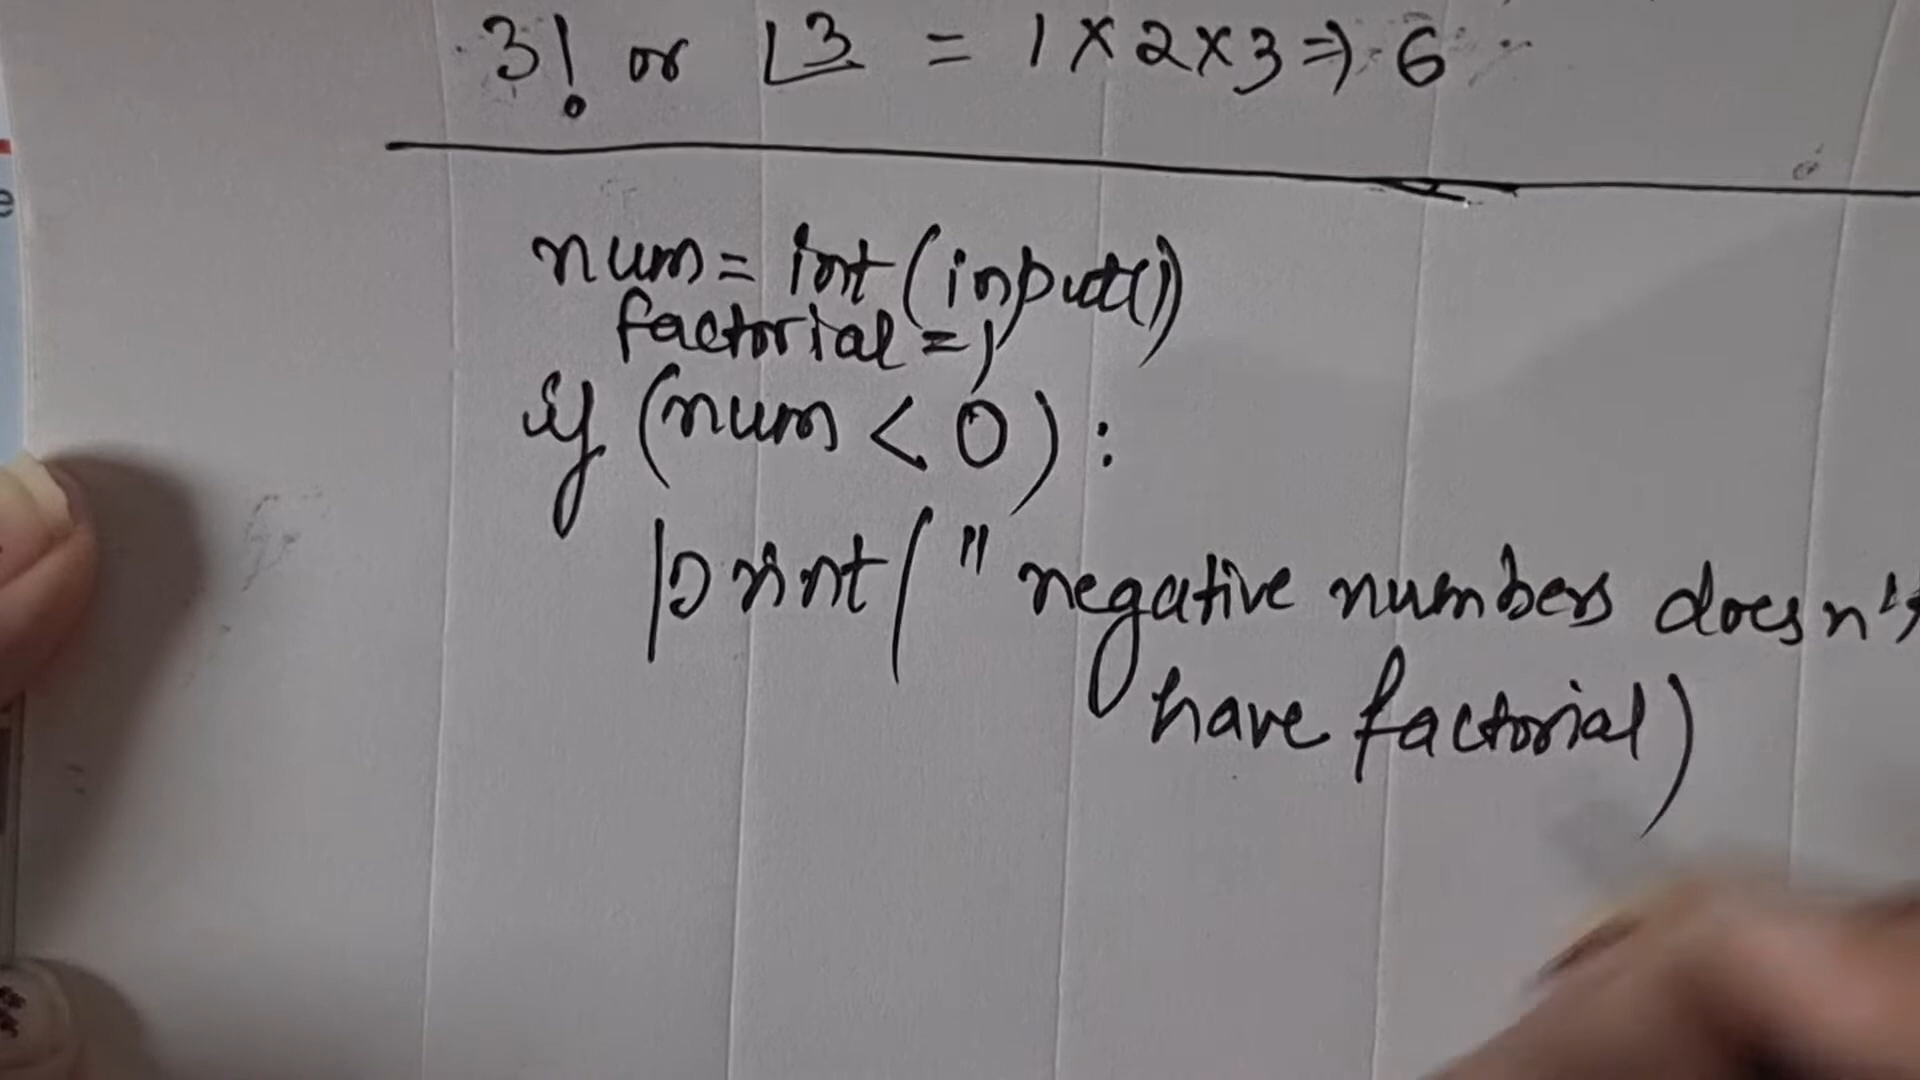 3! or |3 = 1 × 2 × 3 ⇒ 6
num = int (input())
factorial = 1
if (num < 0) :
print(" negative numbers doesn't
have factorial)